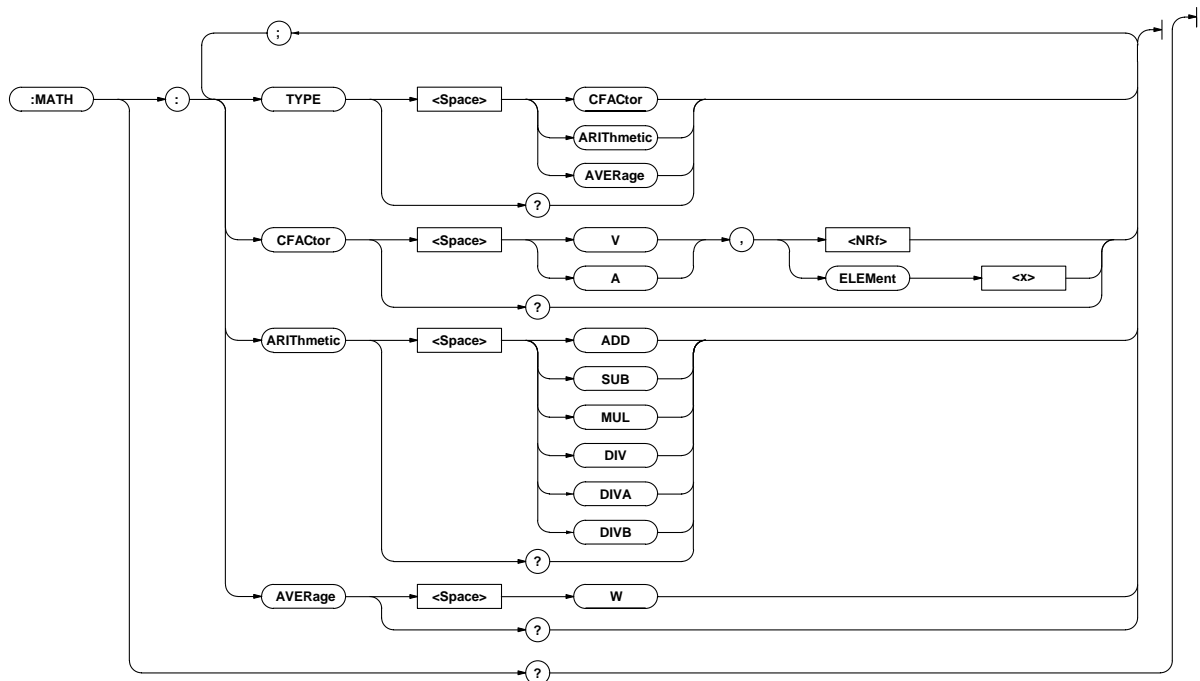 ;
:MATH
:
TYPE
<Space>
CFACtor
ARIThmetic
AVERage
?
CFACtor
<Space>
V
A
,
<NRf>
ELEMent
<x>
?
ARIThmetic
<Space>
ADD
SUB
MUL
DIV
DIVA
DIVB
?
AVERage
<Space>
W
?
?